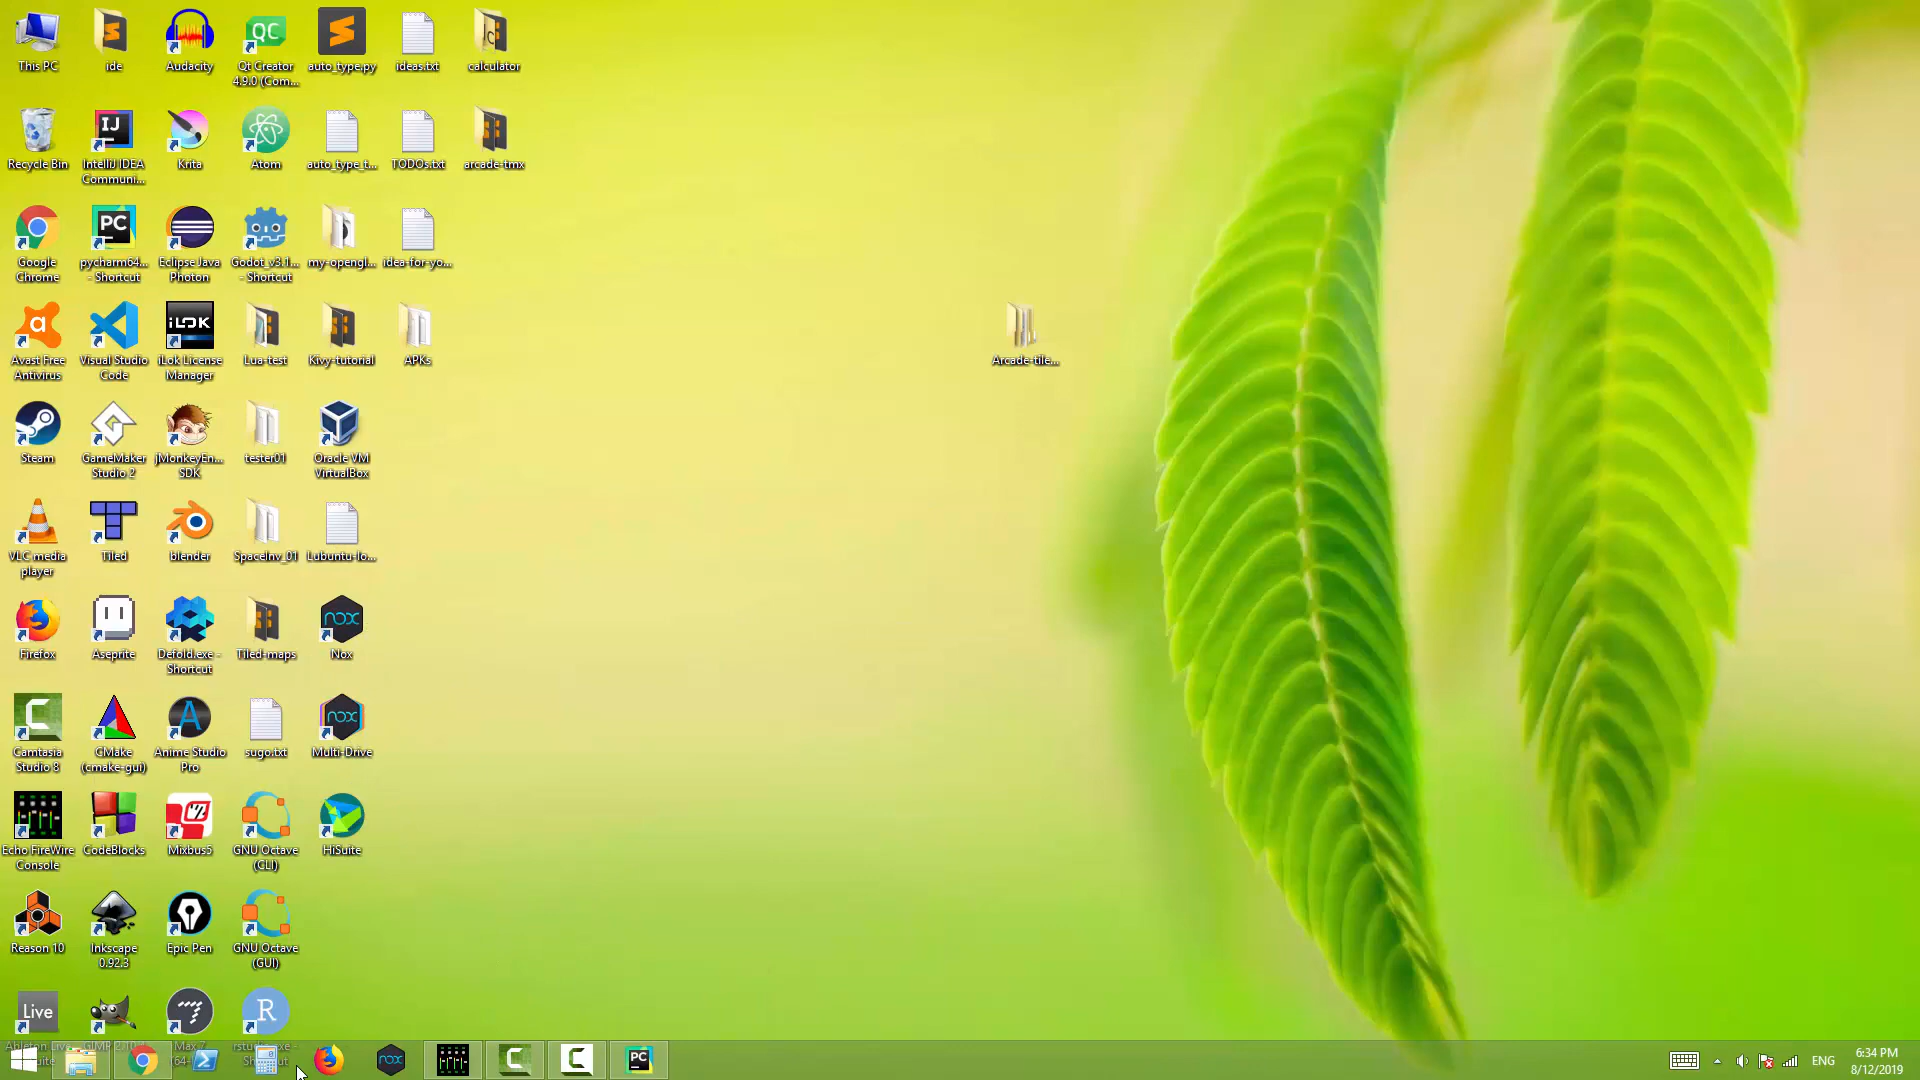 This PC
ide
Audacity
Qt Creator
4.9.0 (Com...
auto_type.py
ideas.txt
calculator
Recycle Bin
IntelliJ IDEA
Communi...
Krita
Atom
auto_type_t...
TODOs.txt
arcade-tmx
Google
Chrome
pycharm64...
- Shortcut
Eclipse Java
Photon
Godot_v3.1...
- Shortcut
my-opengl...
idea-for-yo...
Avast Free
Antivirus
Visual Studio
Code
iLok License
Manager
Lua-test
Kivy-tutorial
APKs
Arcade-tile...
Steam
GameMaker
Studio 2
jMonkeyEn...
SDK
tester01
Oracle VM
VirtualBox
VLC media
player
Tiled
blender
SpaceInv_01
Lubuntu-lo...
Firefox
Aseprite
Defold.exe -
Shortcut
Tiled-maps
Nox
Camtasia
Studio 8
CMake
(cmake-gui)
Anime Studio
Pro
sugo.txt
Multi-Drive
Echo FireWire
Console
CodeBlocks
Mixbus5
GNU Octave
(CLI)
HiSuite
Reason 10
Inkscape
0.92.3
Epic Pen
GNU Octave
(GUI)
Live
R
ENG
6:34 PM
8/12/2019